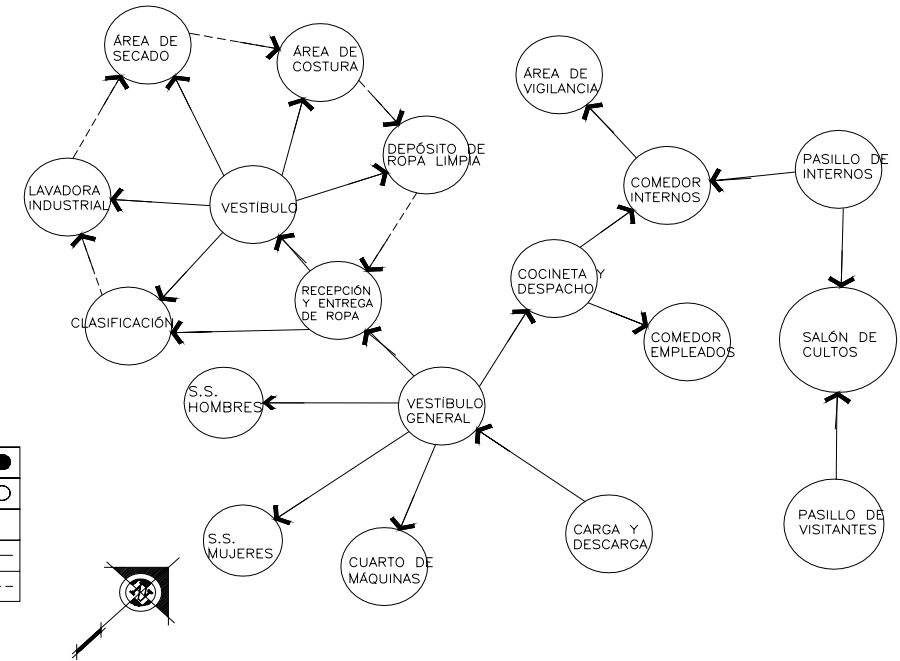 ÁREA DE
SECADO
ÁREA DE
COSTURA
ÁREA DE
VIGILANCIA
DEPÓSITO DE
ROPA LIMPIA
PASILLO DE
INTERNOS
LAVADORA
INDUSTRIAL
VESTÍBULO
COMEDOR
INTERNOS
COCINETA Y
DESPACHO
RECEPCIÓN
Y ENTREGA
DE ROPA
CLASIFICACIÓN
COMEDOR
EMPLEADOS
SALÓN DE
CULTOS
S.S.
HOMBRES
VESTÍBULO
GENERAL
S.S.
MUJERES
CUARTO DE
MÁQUINAS
CARGA Y
DESCARGA
PASILLO DE
VISITANTES